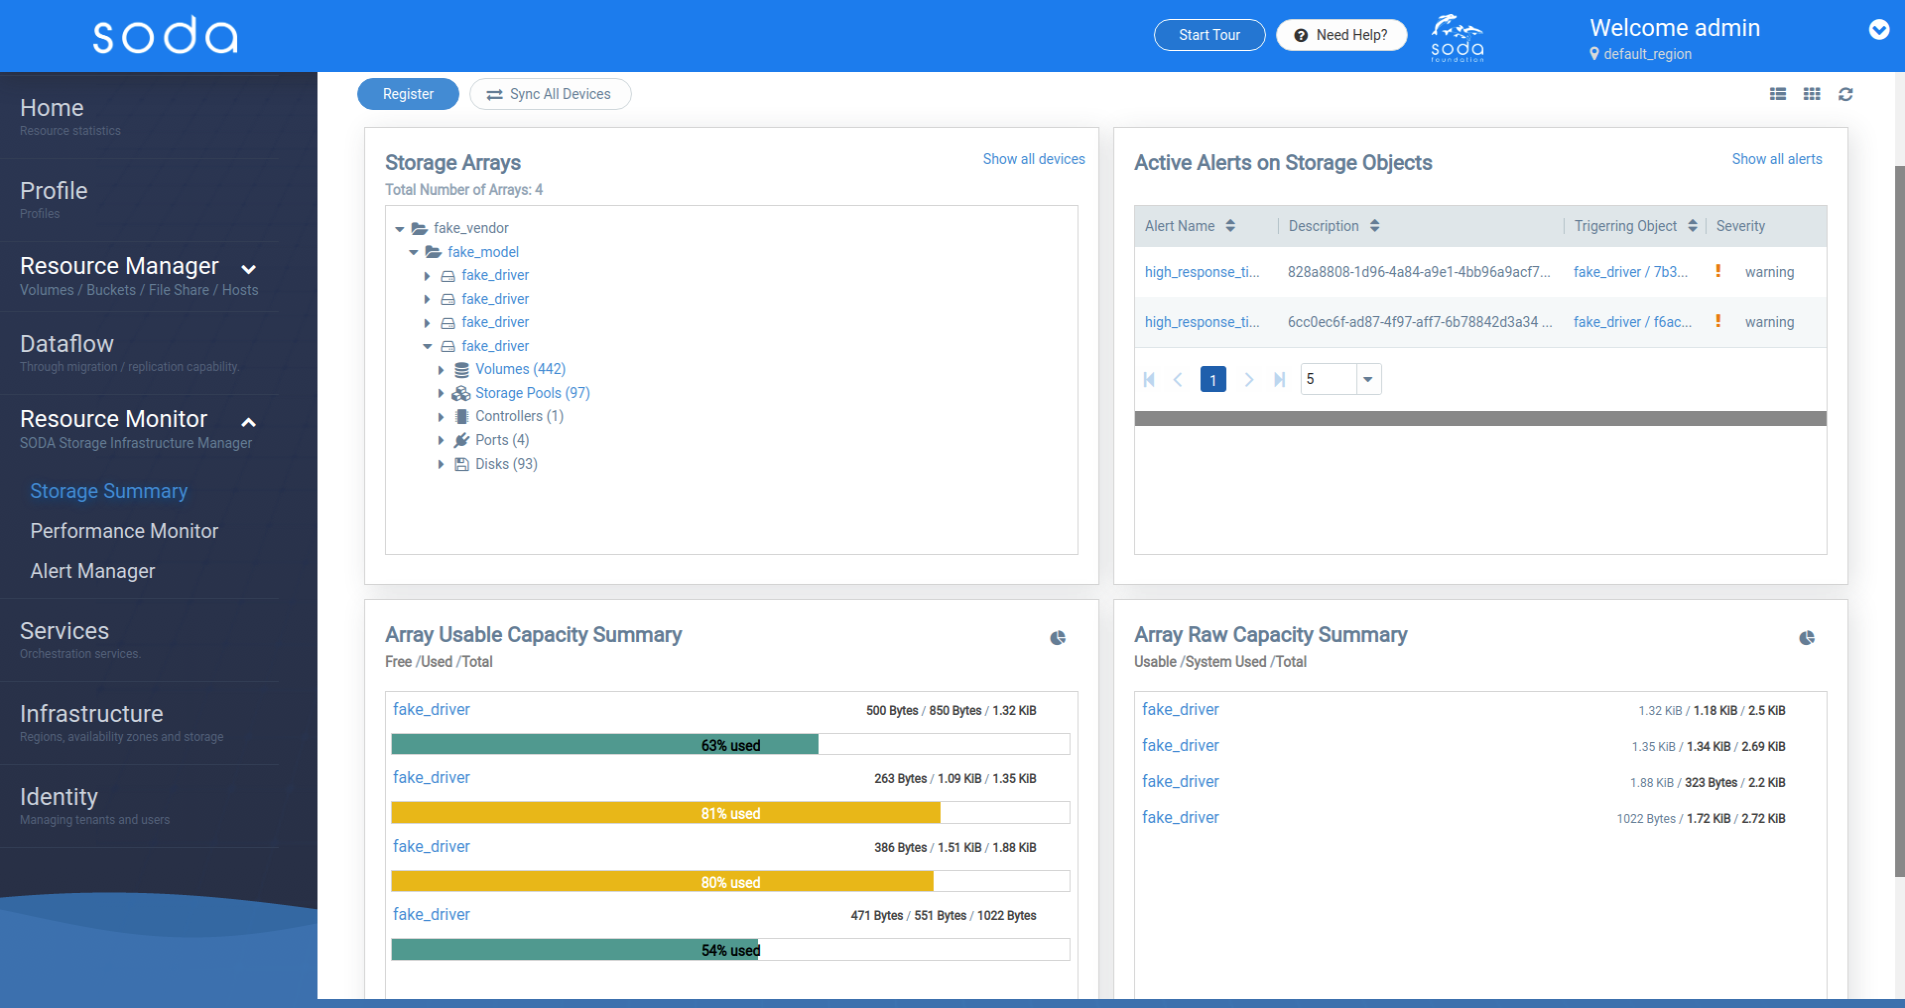 soda
Start Tour
Need Help?
soda
foundation
Welcome admin
default_region
Home
Resource statistics
Profile
Profiles
Resource Manager
Volumes / Buckets / File Share / Hosts
Dataflow
Through migration / replication capability.
Resource Monitor
SODA Storage Infrastructure Manager
Storage Summary
Performance Monitor
Alert Manager
Services
Orchestration services.
Infrastructure
Regions, availability zones and storage
Identity
Managing tenants and users
Register
Sync All Devices
Storage Arrays
Show all devices
Total Number of Arrays: 4
fake_vendor
fake_model
fake_driver
fake_driver
fake_driver
fake_driver
Volumes (442)
Storage Pools (97)
Controllers (1)
Ports (4)
Disks (93)
Active Alerts on Storage Objects
Show all alerts
Alert Name Description Trigerring Object Severity
high_response_ti... 828a8808-1d96-4a84-a9e1-4bb96a9acf7... fake_driver / 7b3... warning
high_response_ti... 6cc0ec6f-ad87-4f97-aff7-6b78842d3a34 ... fake_driver / f6ac... warning
1 5
Array Usable Capacity Summary
Free /Used /Total
fake_driver 500 Bytes / 850 Bytes / 1.32 KiB
63% used
fake_driver 263 Bytes / 1.09 KiB / 1.35 KiB
81% used
fake_driver 386 Bytes / 1.51 KiB / 1.88 KiB
80% used
fake_driver 471 Bytes / 551 Bytes / 1022 Bytes
54% used
Array Raw Capacity Summary
Usable /System Used /Total
fake_driver 1.32 KiB / 1.18 KiB / 2.5 KiB
fake_driver 1.35 KiB / 1.34 KiB / 2.69 KiB
fake_driver 1.88 KiB / 323 Bytes / 2.2 KiB
fake_driver 1022 Bytes / 1.72 KiB / 2.72 KiB